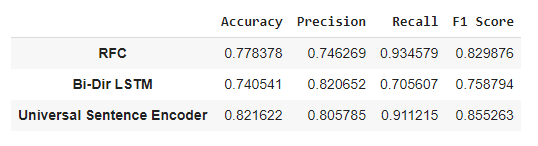 Accuracy Precision Recall F1 Score
RFC 0.778378 0.746269 0.934579 0.829876
Bi-Dir LSTM 0.740541 0.820652 0.705607 0.758794
Universal Sentence Encoder 0.821622 0.805785 0.911215 0.855263